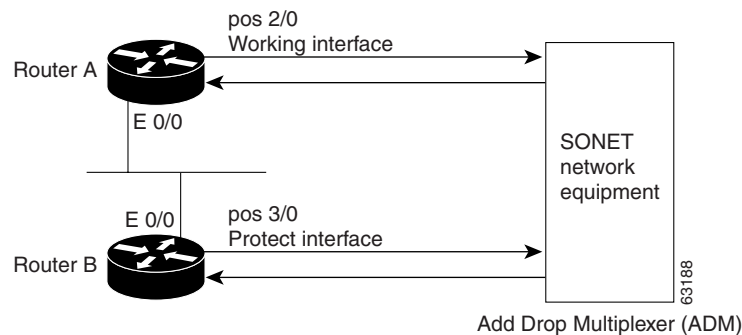 pos 2/0
Working interface
Router A
E 0/0
SONET
network
equipment
E 0/0
pos 3/0
Protect interface
Router B
63188
Add Drop Multiplexer (ADM)